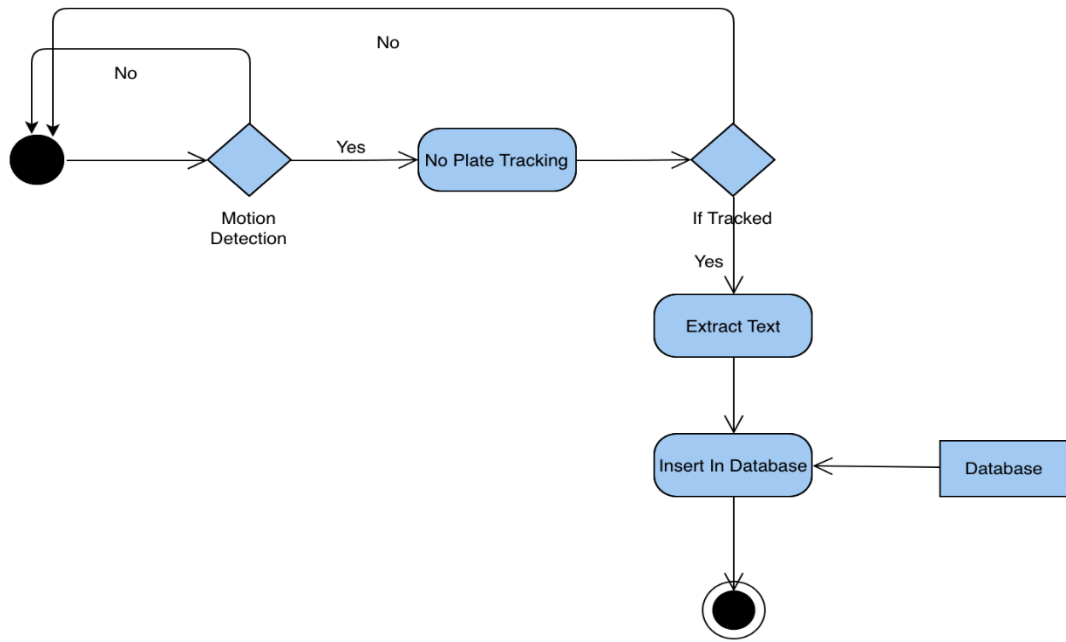 No
No
Yes
No Plate Tracking
Motion
Detection
If Tracked
Yes
Extract Text
Insert In Database
Database